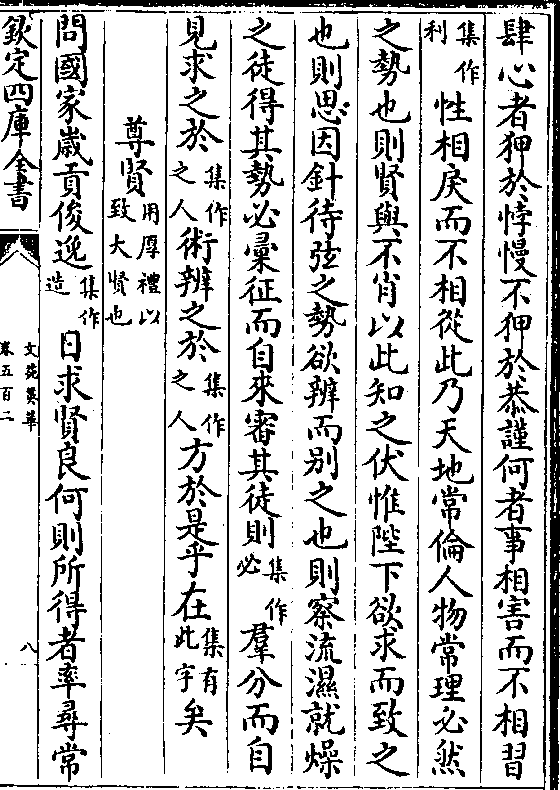 肆心者狎於悖慢不狎於恭謹何者事相害而不相習
集作利性相戾而不相從此乃天地常倫人物常理必然
之勢也則賢與不肖以此知之伏惟陛下欲求而致之
也則思因針待弦之勢欲辨而别之也則察流濕就燥
之徒得其勢必彚征而自來審其徒則集作必羣分而自
見求之於集作之人術辨之於集作之人方於是乎在集有此字矣
尊賢用厚禮以致大賢也
問國家歳貢俊逸集作造日求賢良何則所得者率尋常
欽定四庫全書
文苑英華
卷五百二
八